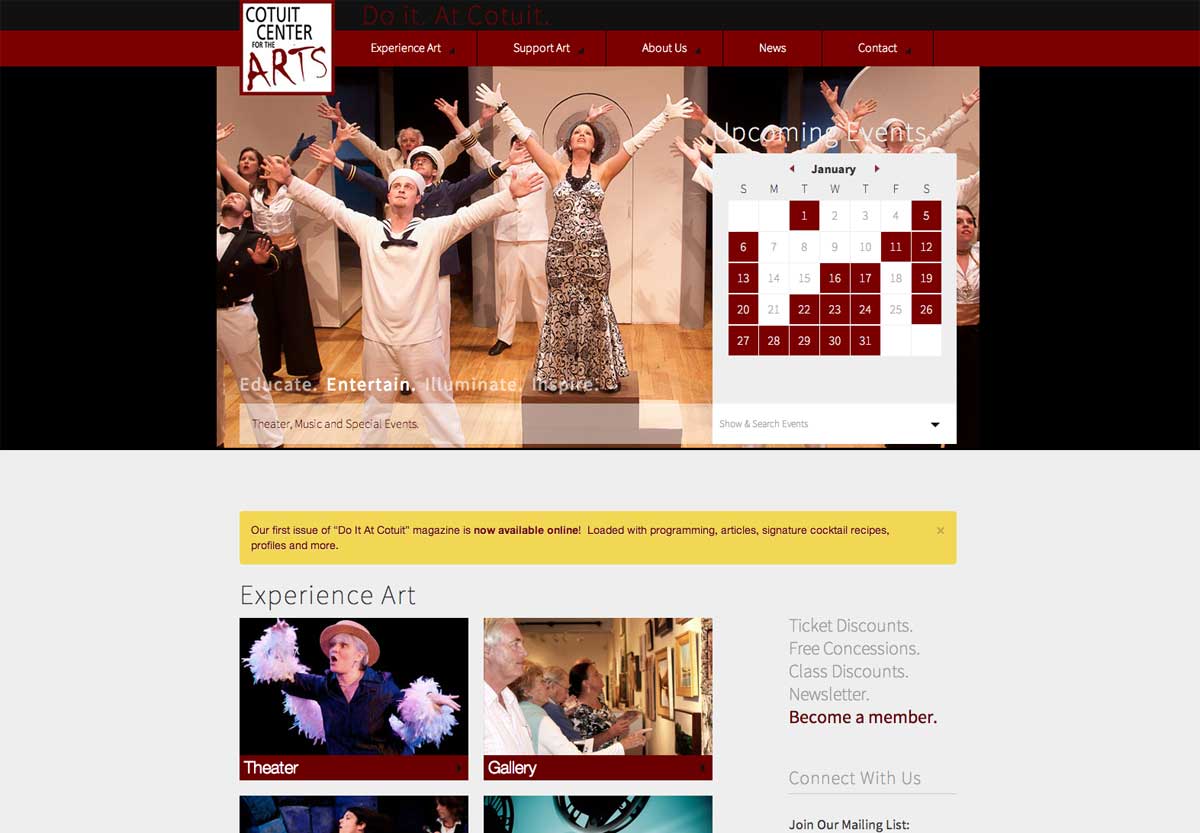 COTUIT
CENTER
FOR THE
ARTS
Do it. At Cotuit.
Experience Art
Support Art
About Us
News
Contact
Upcoming Events
January
S M T W T F S
1 2 3 4 5
6 7 8 9 10 11 12
13 14 15 16 17 18 19
20 21 22 23 24 25 26
27 28 29 30 31
Educate. Entertain. Illuminate. Inspire.
Theater, Music and Special Events.
Show & Search Events
Our first issue of “Do It At Cotuit” magazine is now available online! Loaded with programming, articles, signature cocktail recipes,
profiles and more.
×
Experience Art
Theater
Gallery
Ticket Discounts.
Free Concessions.
Class Discounts.
Newsletter.
Become a member.
Connect With Us
Join Our Mailing List: